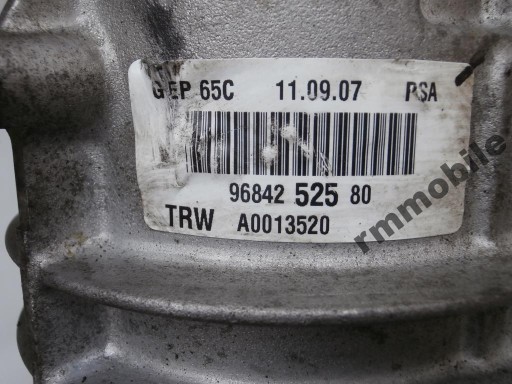 GEP 65C 11.09.07 PSA
96842 525 80
TRW A0013520
rmmobile